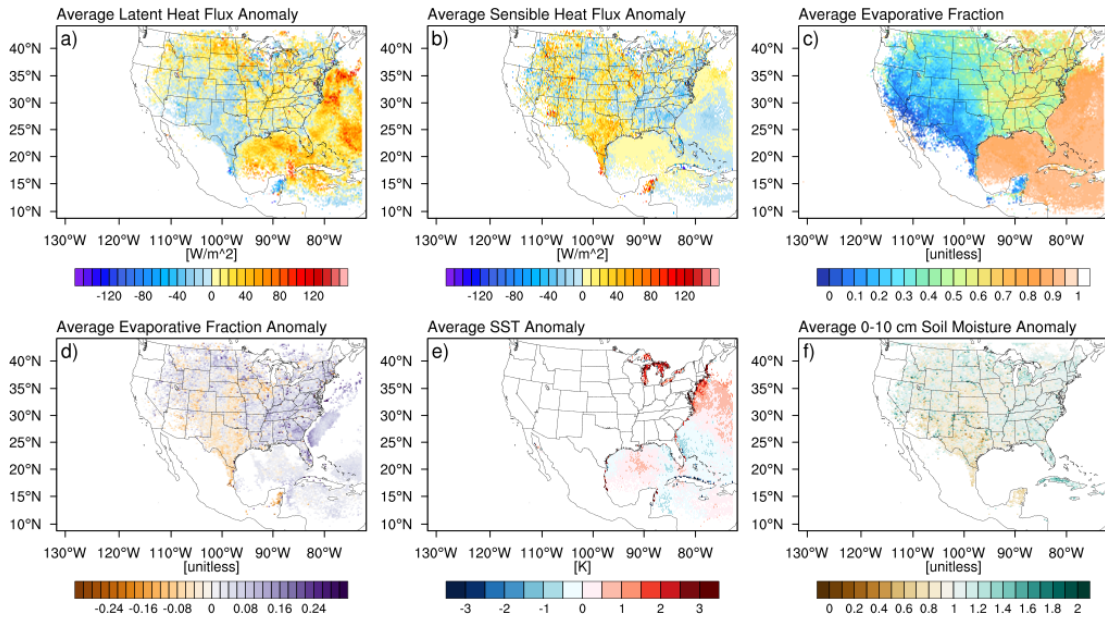 Average Latent Heat Flux Anomaly
a)
40°N
35°N
30°N
25°N
20°N
15°N
10°N
130°W 120°W 110°W 100°W 90°W 80°W
[W/m^2]
-120 -80 -40 0 40 80 120
Average Sensible Heat Flux Anomaly
b)
40°N
35°N
30°N
25°N
20°N
15°N
10°N
130°W 120°W 110°W 100°W 90°W 80°W
[W/m^2]
-120 -80 -40 0 40 80 120
Average Evaporative Fraction
c)
40°N
35°N
30°N
25°N
20°N
15°N
10°N
130°W 120°W 110°W 100°W 90°W 80°W
[unitless]
0 0.1 0.2 0.3 0.4 0.5 0.6 0.7 0.8 0.9 1
Average Evaporative Fraction Anomaly
d)
40°N
35°N
30°N
25°N
20°N
15°N
10°N
130°W 120°W 110°W 100°W 90°W 80°W
[unitless]
-0.24 -0.16 -0.08 0 0.08 0.16 0.24
Average SST Anomaly
e)
40°N
35°N
30°N
25°N
20°N
15°N
10°N
130°W 120°W 110°W 100°W 90°W 80°W
[K]
-3 -2 -1 0 1 2 3
Average 0-10 cm Soil Moisture Anomaly
f)
40°N
35°N
30°N
25°N
20°N
15°N
10°N
130°W 120°W 110°W 100°W 90°W 80°W
[unitless]
0 0.2 0.4 0.6 0.8 1 1.2 1.4 1.6 1.8 2